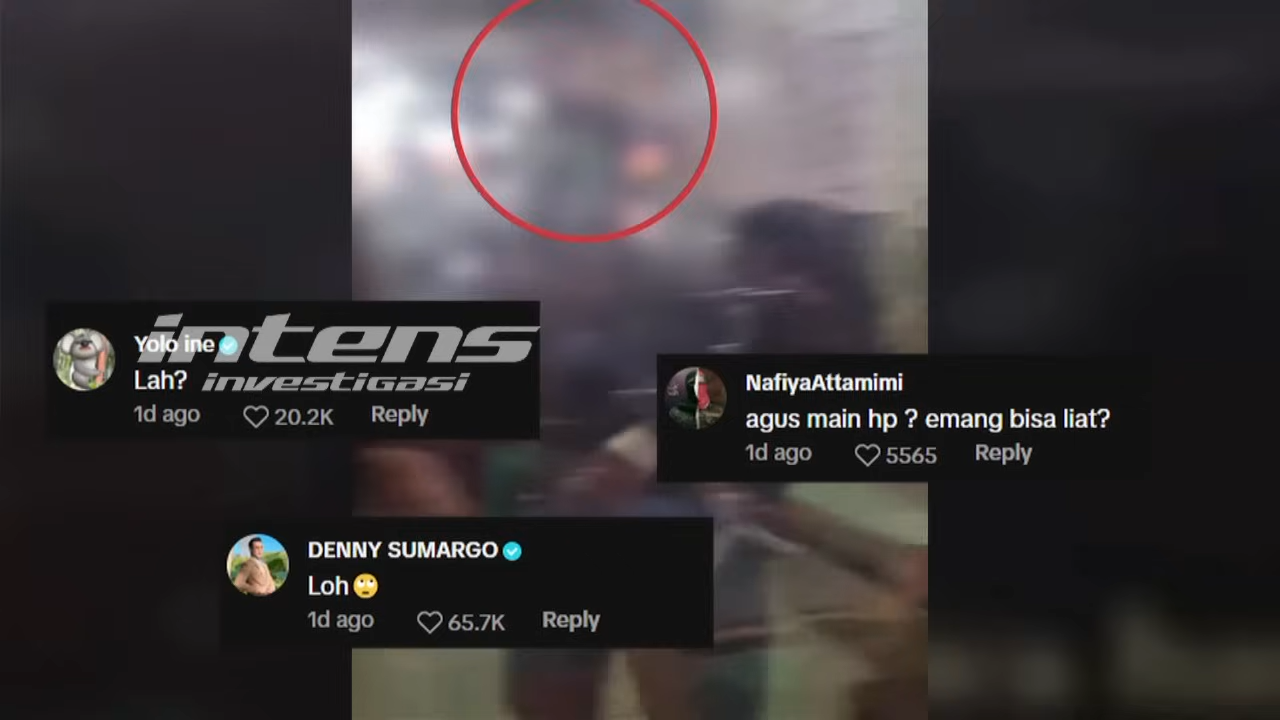 intens
investigasi
Yolo ine
Lah?
1d ago 20.2K Reply
NafiyaAttamimi
agus main hp ? emang bisa liat?
1d ago 5565 Reply
DENNY SUMARGO
Loh🙄
1d ago 65.7K Reply